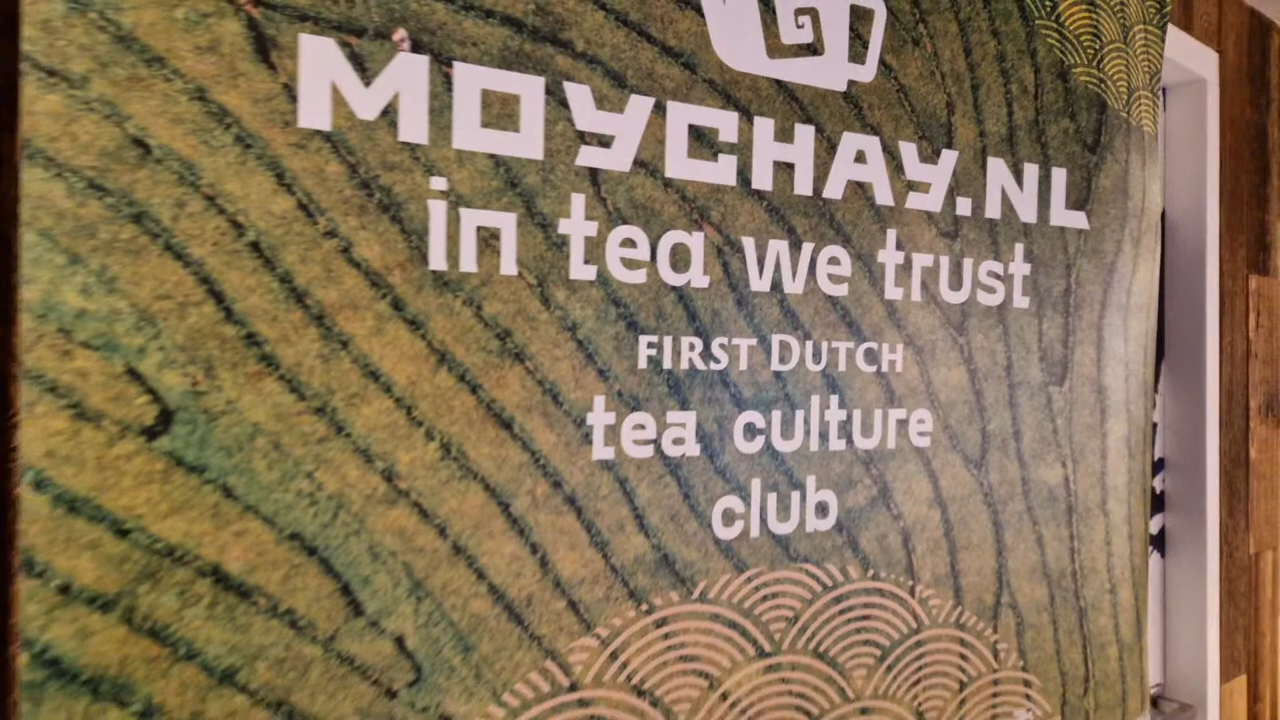 MOYCHAY.NL
in tea we trust
FIRST DUTCH
tea culture
club